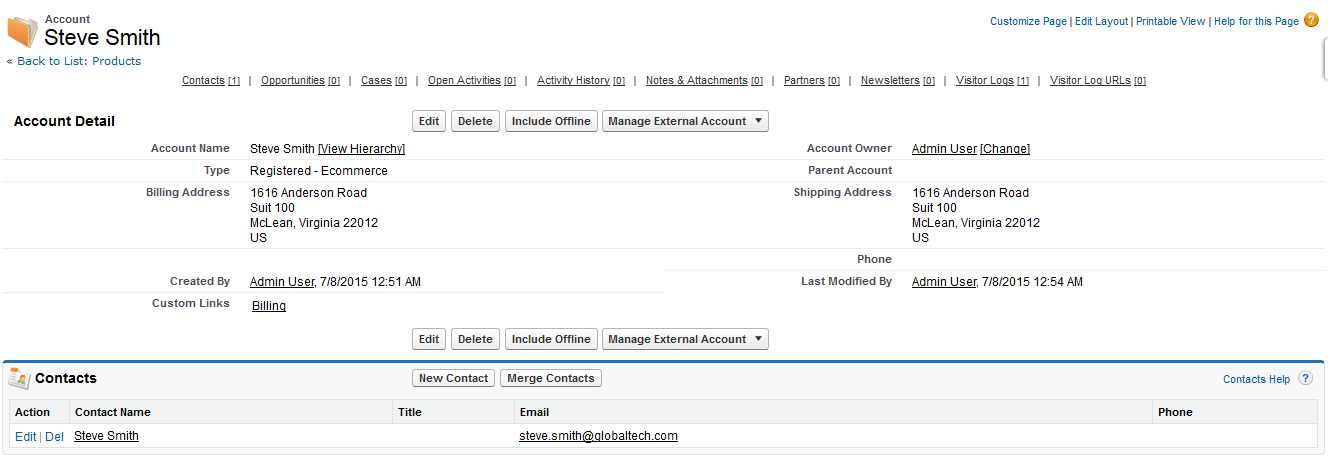 Account
Steve Smith
Customize Page | Edit Layout | Printable View | Help for this Page ?
« Back to List: Products
Contacts [1] | Opportunities [0] | Cases [0] | Open Activities [0] | Activity History [0] | Notes & Attachments [0] | Partners [0] | Newsletters [0] | Visitor Logs [1] | Visitor Log URLs [0]
Account Detail Edit Delete Include Offline Manage External Account
Account Name Steve Smith [View Hierarchy] Account Owner Admin User [Change]
Type Registered - Ecommerce Parent Account
Billing Address 1616 Anderson Road Shipping Address 1616 Anderson Road
Suit 100 Suit 100
McLean, Virginia 22012 McLean, Virginia 22012
US US
Phone
Created By Admin User, 7/8/2015 12:51 AM Last Modified By Admin User, 7/8/2015 12:54 AM
Custom Links Billing
Edit Delete Include Offline Manage External Account
Contacts New Contact Merge Contacts Contacts Help ?
Action Contact Name Title Email Phone
Edit | Del Steve Smith steve.smith@globaltech.com